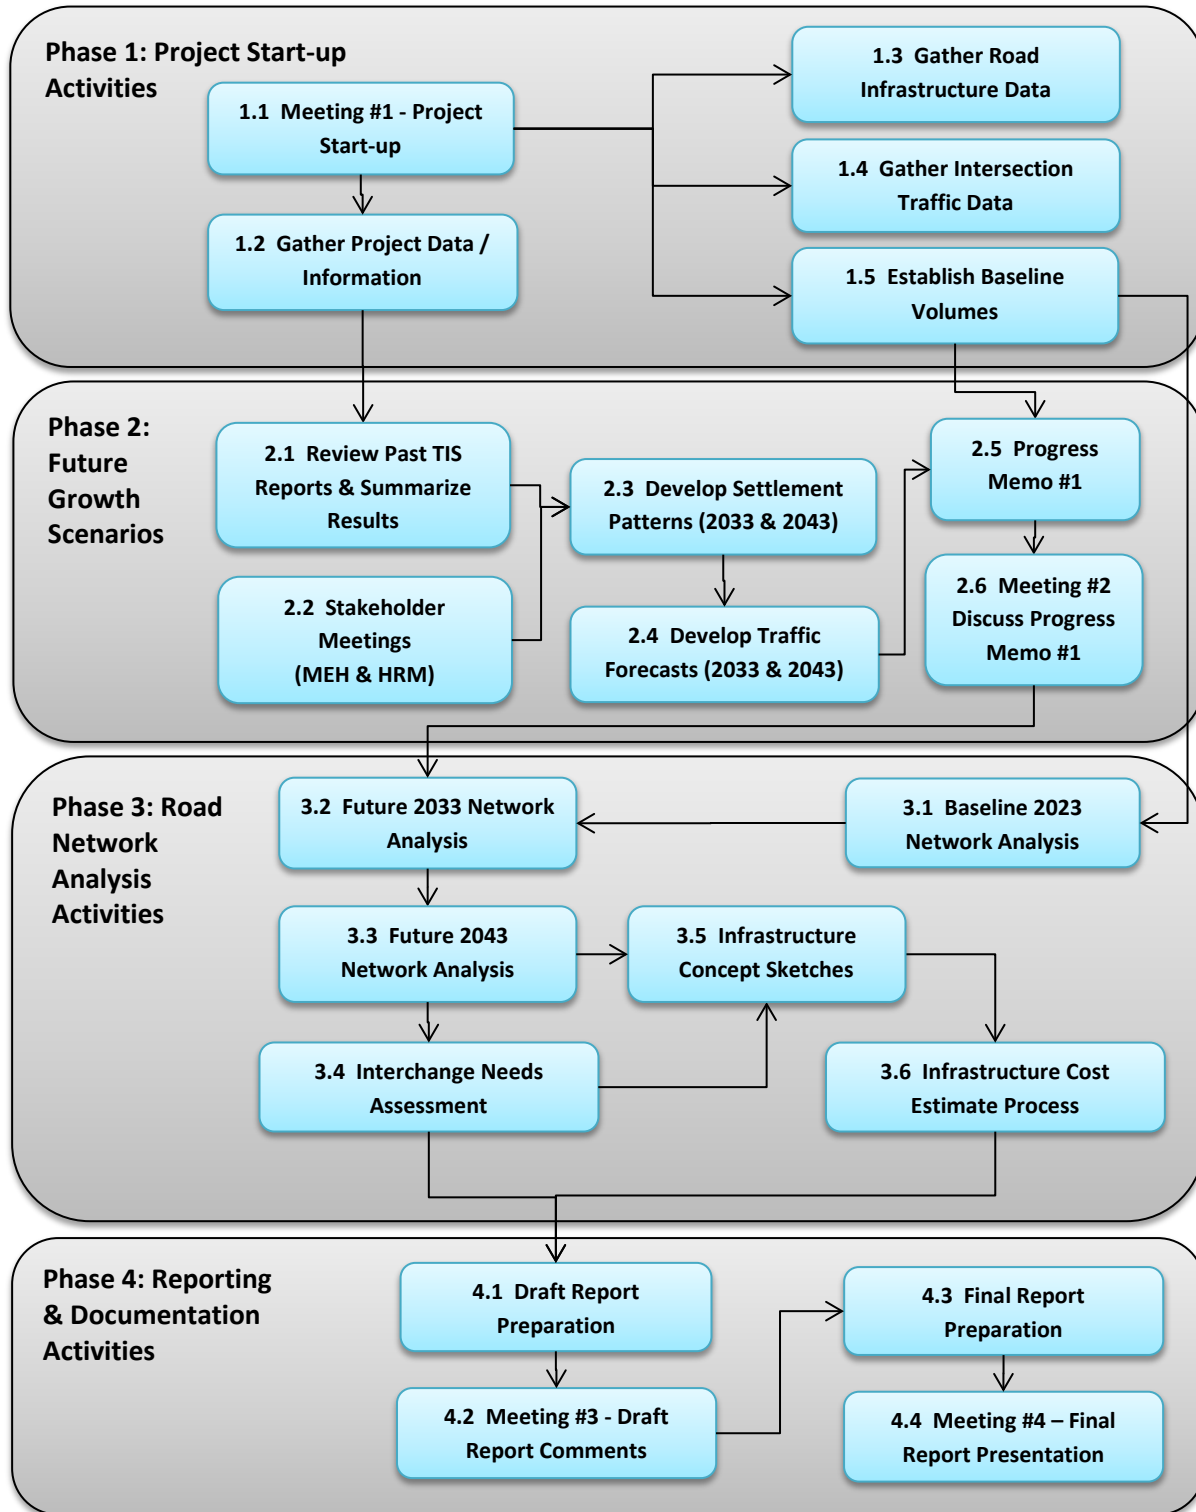 Phase 1: Project Start-up
Activities
1.1  Meeting #1 - Project
Start-up
1.2  Gather Project Data /
Information
1.3  Gather Road
Infrastructure Data
1.4  Gather Intersection
Traffic Data
1.5  Establish Baseline
Volumes
Phase 2:
Future
Growth
Scenarios
2.1  Review Past TIS
Reports & Summarize
Results
2.2  Stakeholder
Meetings
(MEH & HRM)
2.3  Develop Settlement
Patterns (2033 & 2043)
2.4  Develop Traffic
Forecasts (2033 & 2043)
2.5  Progress
Memo #1
2.6  Meeting #2
Discuss Progress
Memo #1
Phase 3: Road
Network
Analysis
Activities
3.2  Future 2033 Network
Analysis
3.1  Baseline 2023
Network Analysis
3.3  Future 2043
Network Analysis
3.5  Infrastructure
Concept Sketches
3.4  Interchange Needs
Assessment
3.6  Infrastructure Cost
Estimate Process
Phase 4: Reporting
& Documentation
Activities
4.1  Draft Report
Preparation
4.2  Meeting #3 - Draft
Report Comments
4.3  Final Report
Preparation
4.4  Meeting #4 – Final
Report Presentation